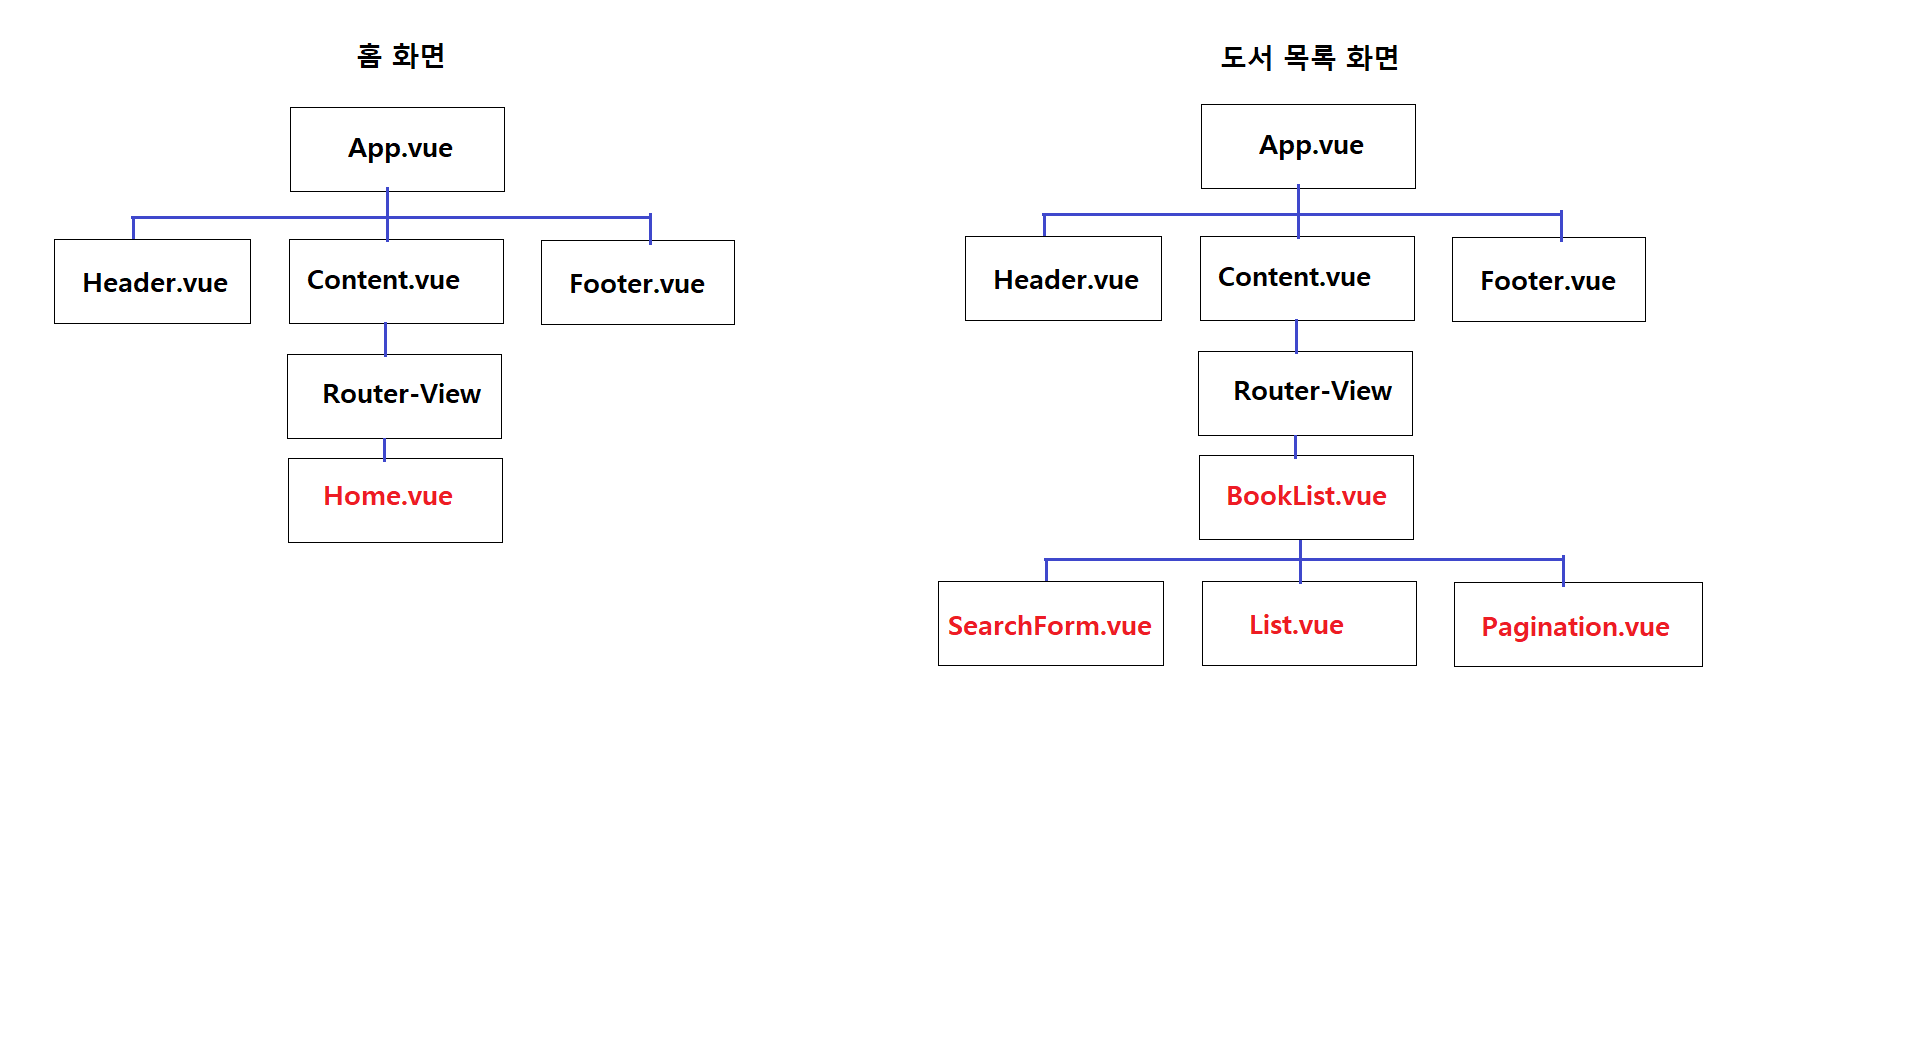 홈 화면
App.vue
Header.vue
Content.vue
Footer.vue
Router-View
Home.vue
도서 목록 화면
App.vue
Header.vue
Content.vue
Footer.vue
Router-View
BookList.vue
SearchForm.vue
List.vue
Pagination.vue